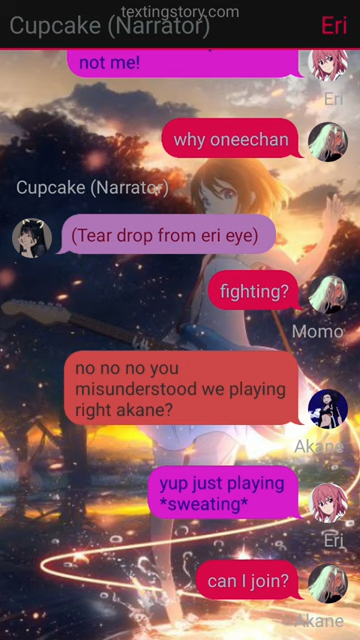 textingstory.com
Cupcake (Narrator)
Eri
not me!
Eri
why oneechan
Cupcake (Narrator)
(Tear drop from eri eye)
fighting?
Momo
no no no you
misunderstood we playing
right akane?
Akane
yup just playing
*sweating*
Eri
can I join?
Akane